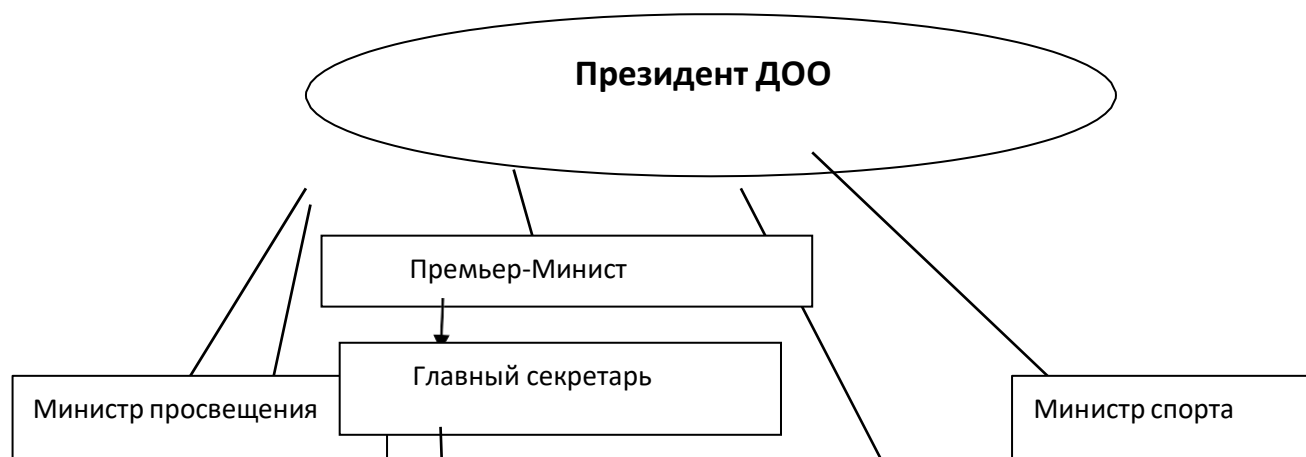 Президент ДОО
Премьер-Минист
Главный секретарь
Министр просвещения
Министр спорта